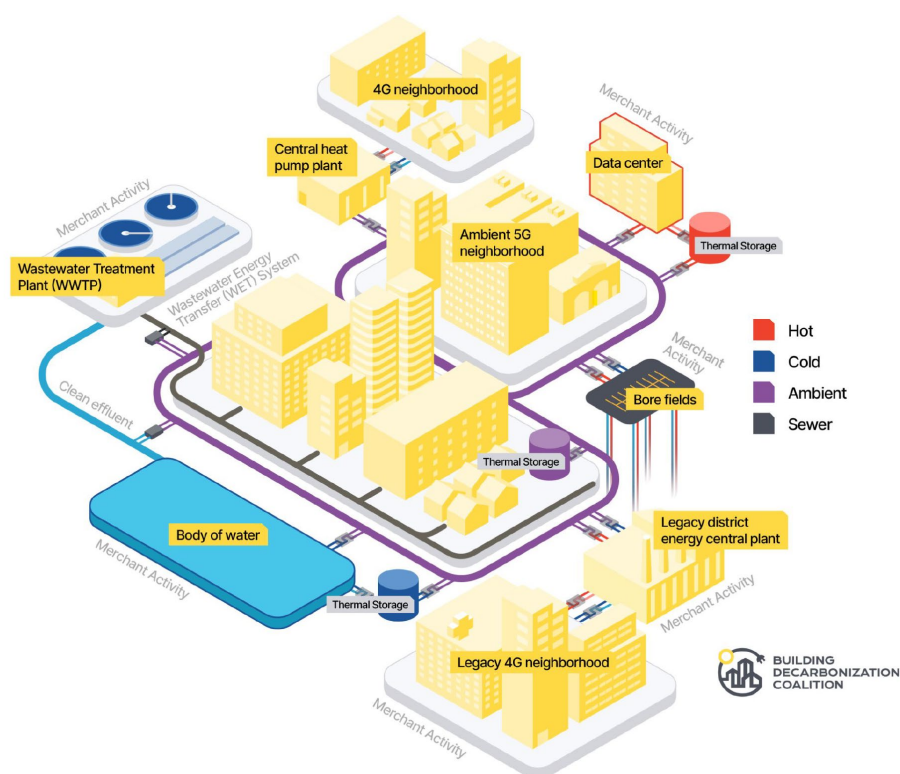 4G neighborhood
Merchant Activity
Central heat
pump plant
Data center
Merchant Activity
Ambient 5G
neighborhood
Thermal Storage
Wastewater Treatment
Plant (WWTP)
Wastewater Energy
Transfer (WET) System
Hot
Cold
Ambient
Sewer
Merchant
Activity
Bore fields
Clean effluent
Thermal Storage
Body of water
Legacy district
energy central plant
Merchant Activity
Thermal Storage
Merchant Activity
Legacy 4G neighborhood
Merchant Activity
BUILDING
DECARBONIZATION
COALITION